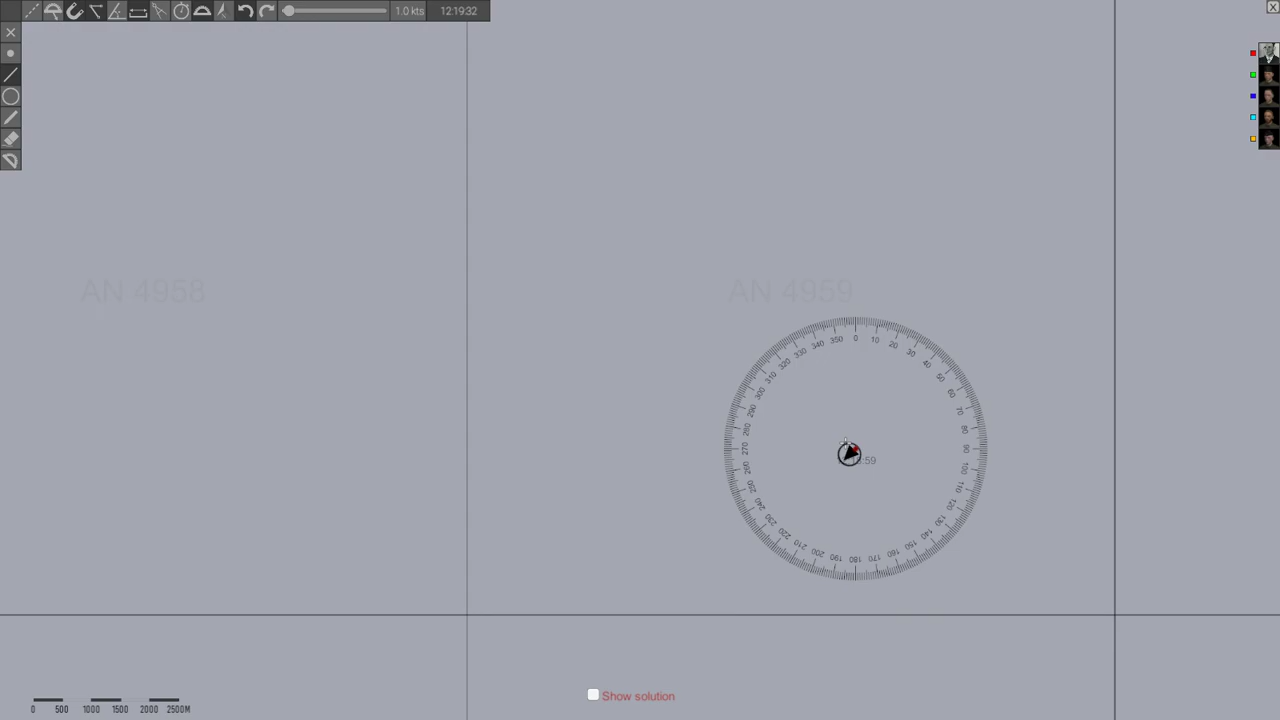 1.0 kts 12:19:32
X
AN 4958
AN 4959
0 10 20 30 40 50 60 70 80 90 100 110 120 130 140 150 160 170 180 190 200 210 220 230 240 250 260 270 280 290 300 310 320 330 340 350
:59
0 500 1000 1500 2000 2500M
Show solution